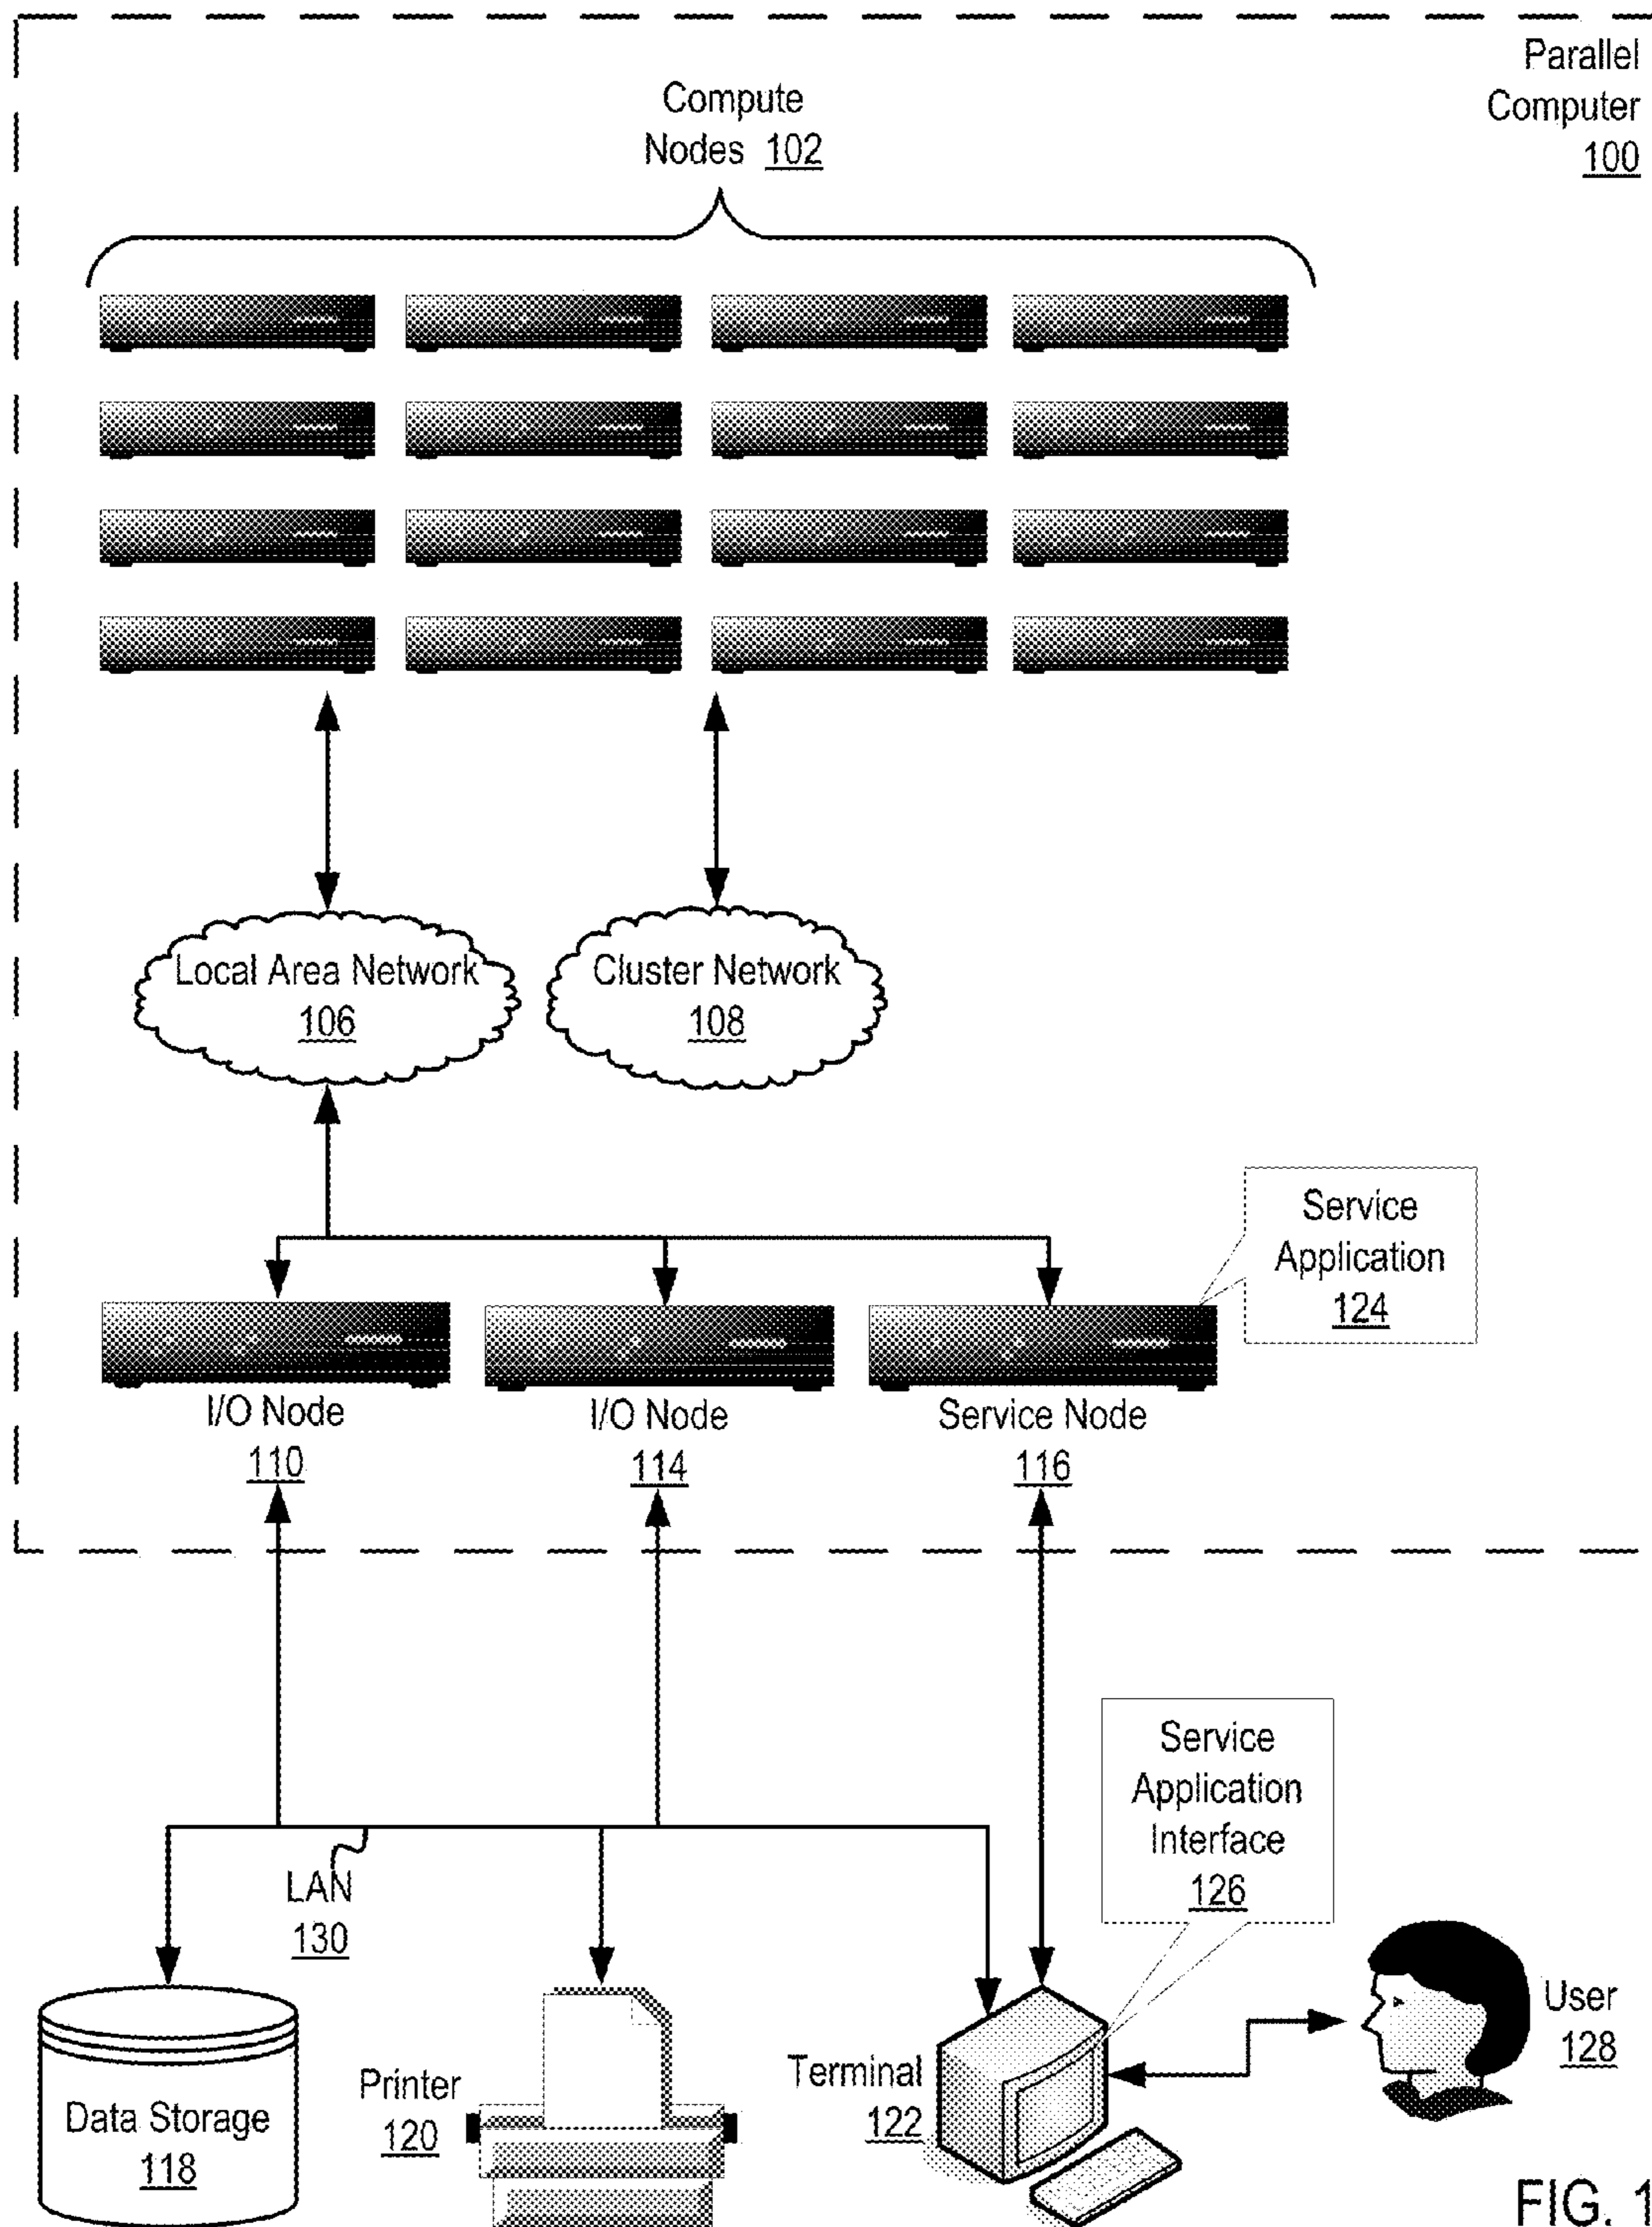 Parallel
Computer
100
Compute
Nodes 102
Local Area Network
106
Cluster Network
108
Service
Application
124
I/O Node
110
I/O Node
114
Service Node
116
Service
Application
Interface
126
LAN
130
Data Storage
118
Printer
120
Terminal
122
User
128
FIG. 1